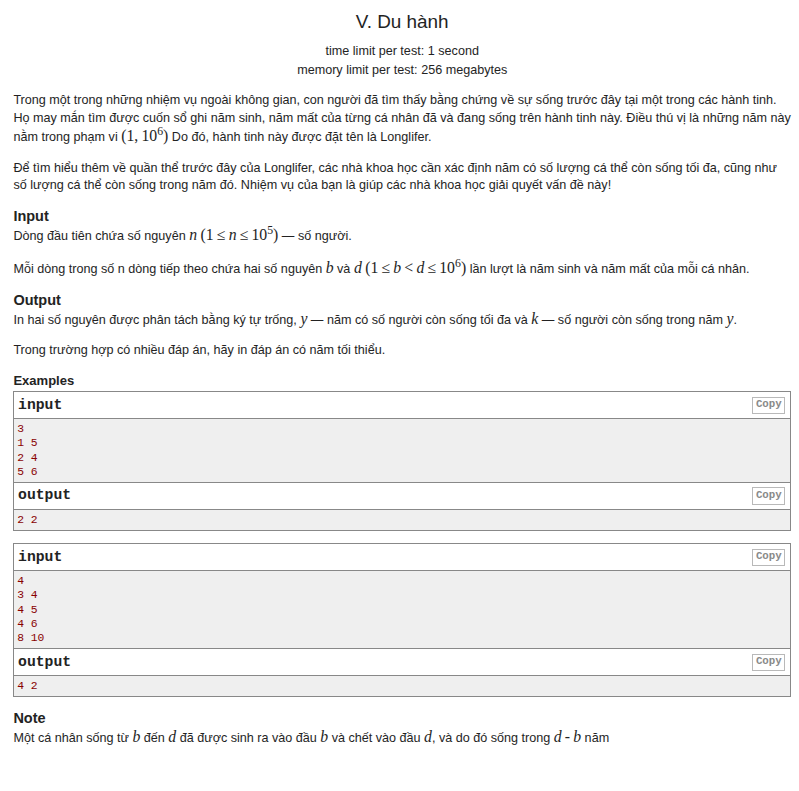 V. Du hành
time limit per test: 1 second
memory limit per test: 256 megabytes
Trong một trong những nhiệm vụ ngoài không gian, con người đã tìm thấy bằng chứng về sự sống trước đây tại một trong các hành tinh.
Họ may mắn tìm được cuốn sổ ghi năm sinh, năm mất của từng cá nhân đã và đang sống trên hành tinh này. Điều thú vị là những năm này
nằm trong phạm vi (1, 10^6) Do đó, hành tinh này được đặt tên là Longlifer.
Để tìm hiểu thêm về quần thể trước đây của Longlifer, các nhà khoa học cần xác định năm có số lượng cá thể còn sống tối đa, cũng như
số lượng cá thể còn sống trong năm đó. Nhiệm vụ của bạn là giúp các nhà khoa học giải quyết vấn đề này!
Input
Dòng đầu tiên chứa số nguyên n (1 ≤ n ≤ 10^5) — số người.
Mỗi dòng trong số n dòng tiếp theo chứa hai số nguyên b và d (1 ≤ b < d ≤ 10^6) lần lượt là năm sinh và năm mất của mỗi cá nhân.
Output
In hai số nguyên được phân tách bằng ký tự trống, y — năm có số người còn sống tối đa và k — số người còn sống trong năm y.
Trong trường hợp có nhiều đáp án, hãy in đáp án có năm tối thiểu.
Examples
input Copy
3
1 5
2 4
5 6
output Copy
2 2
input Copy
4
3 4
4 5
4 6
8 10
output Copy
4 2
Note
Một cá nhân sống từ b đến d đã được sinh ra vào đầu b và chết vào đầu d, và do đó sống trong d - b năm